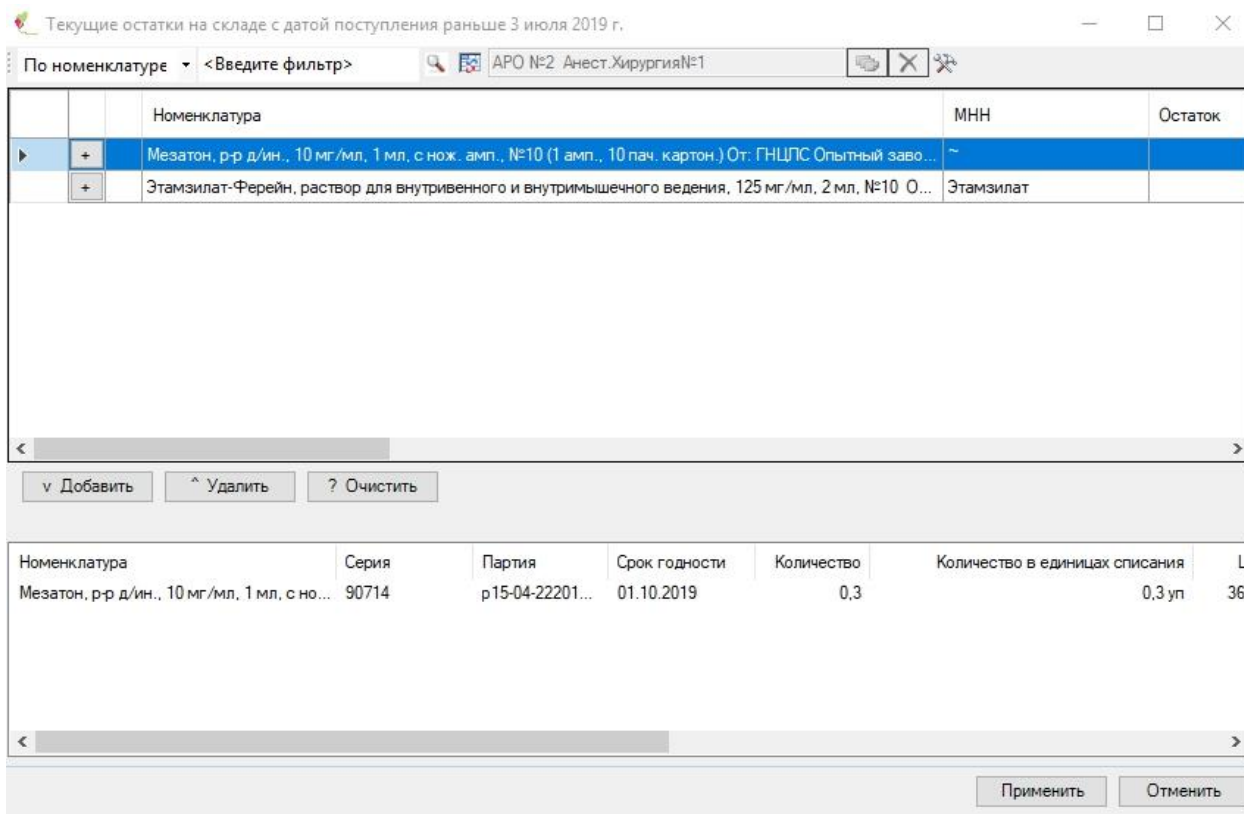 Текущие остатки на складе с датой поступления раньше 3 июля 2019 г.
По номенклатуре <Введите фильтр> АРО №2 Анест.Хирургия№1
Номенклатура МНН Остаток
+ Мезатон, р-р д/ин., 10 мг/мл, 1 мл, с нож. амп., №10 (1 амп., 10 пач. картон.) От: ГНЦЛС Опытный заво... ~
+ Этамзилат-Ферейн, раствор для внутривенного и внутримышечного ведения, 125 мг/мл, 2 мл, №10 О... Этамзилат
v Добавить ^ Удалить ? Очистить
Номенклатура Серия Партия Срок годности Количество Количество в единицах списания
Мезатон, р-р д/ин., 10 мг/мл, 1 мл, с но... 90714 р15-04-22201... 01.10.2019 0,3 0,3 уп 36
Применить Отменить